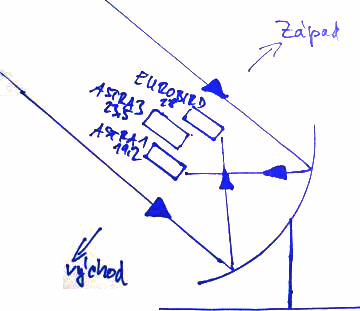 Západ
EUROBIRD
28
ASTRA3
23,5
ASTRA1
19,2
východ